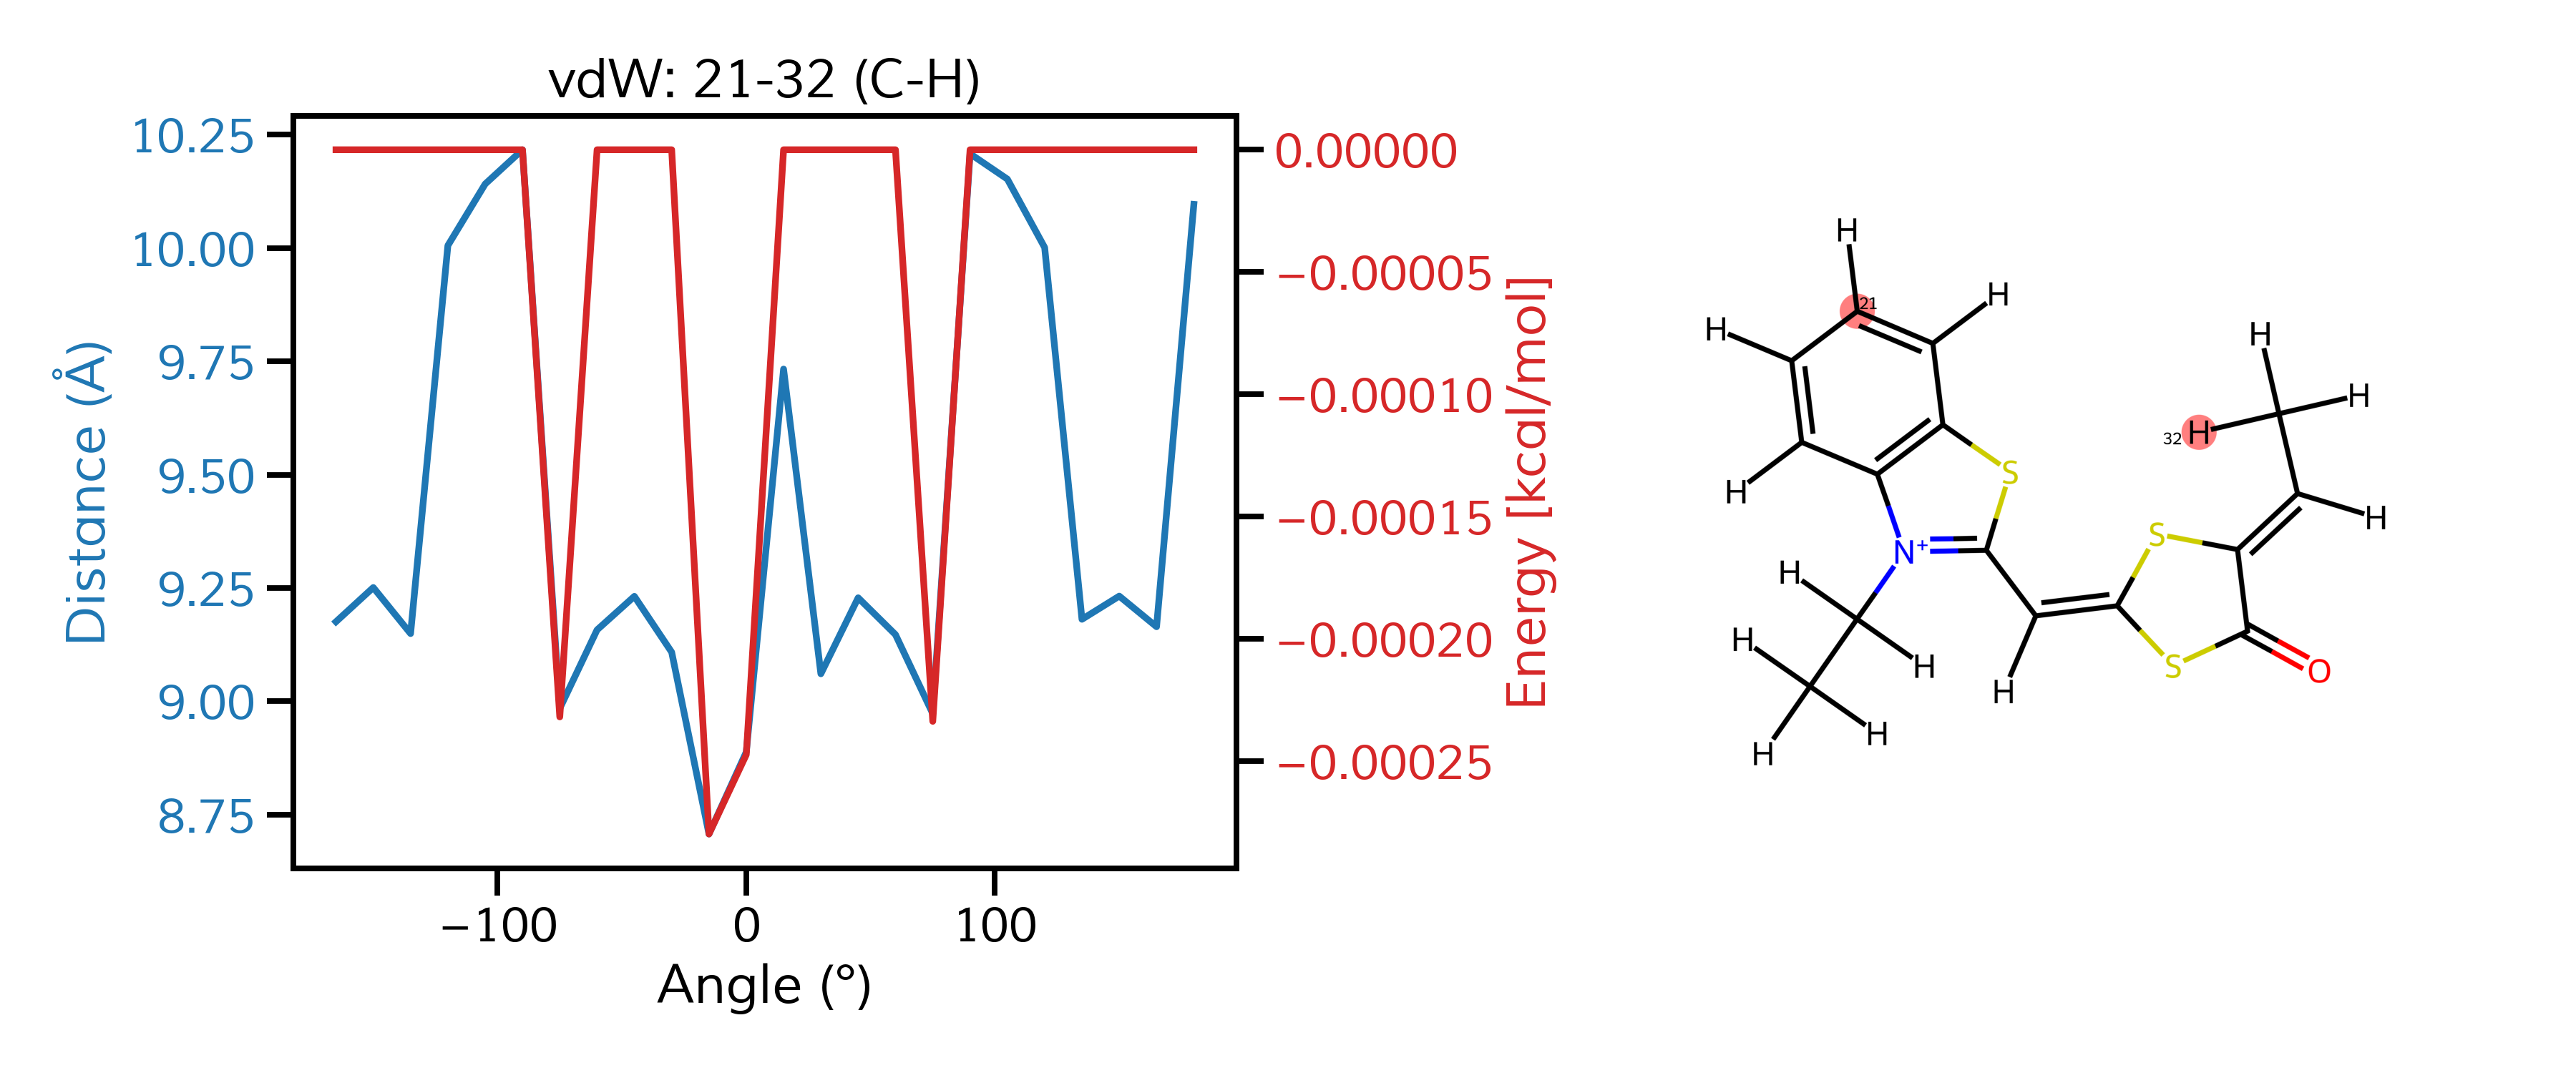 vdW: 21-32 (C-H)
10.25
10.00
9.75
9.50
9.25
9.00
8.75
Distance (Å)
0.00000
−0.00005
−0.00010
−0.00015
−0.00020
−0.00025
Energy [kcal/mol]
−100
0
100
Angle (°)
H
H
21
H
H
H
H
32
H
S
H
H
S
N+
H
H
H
S
O
H
H
H
H